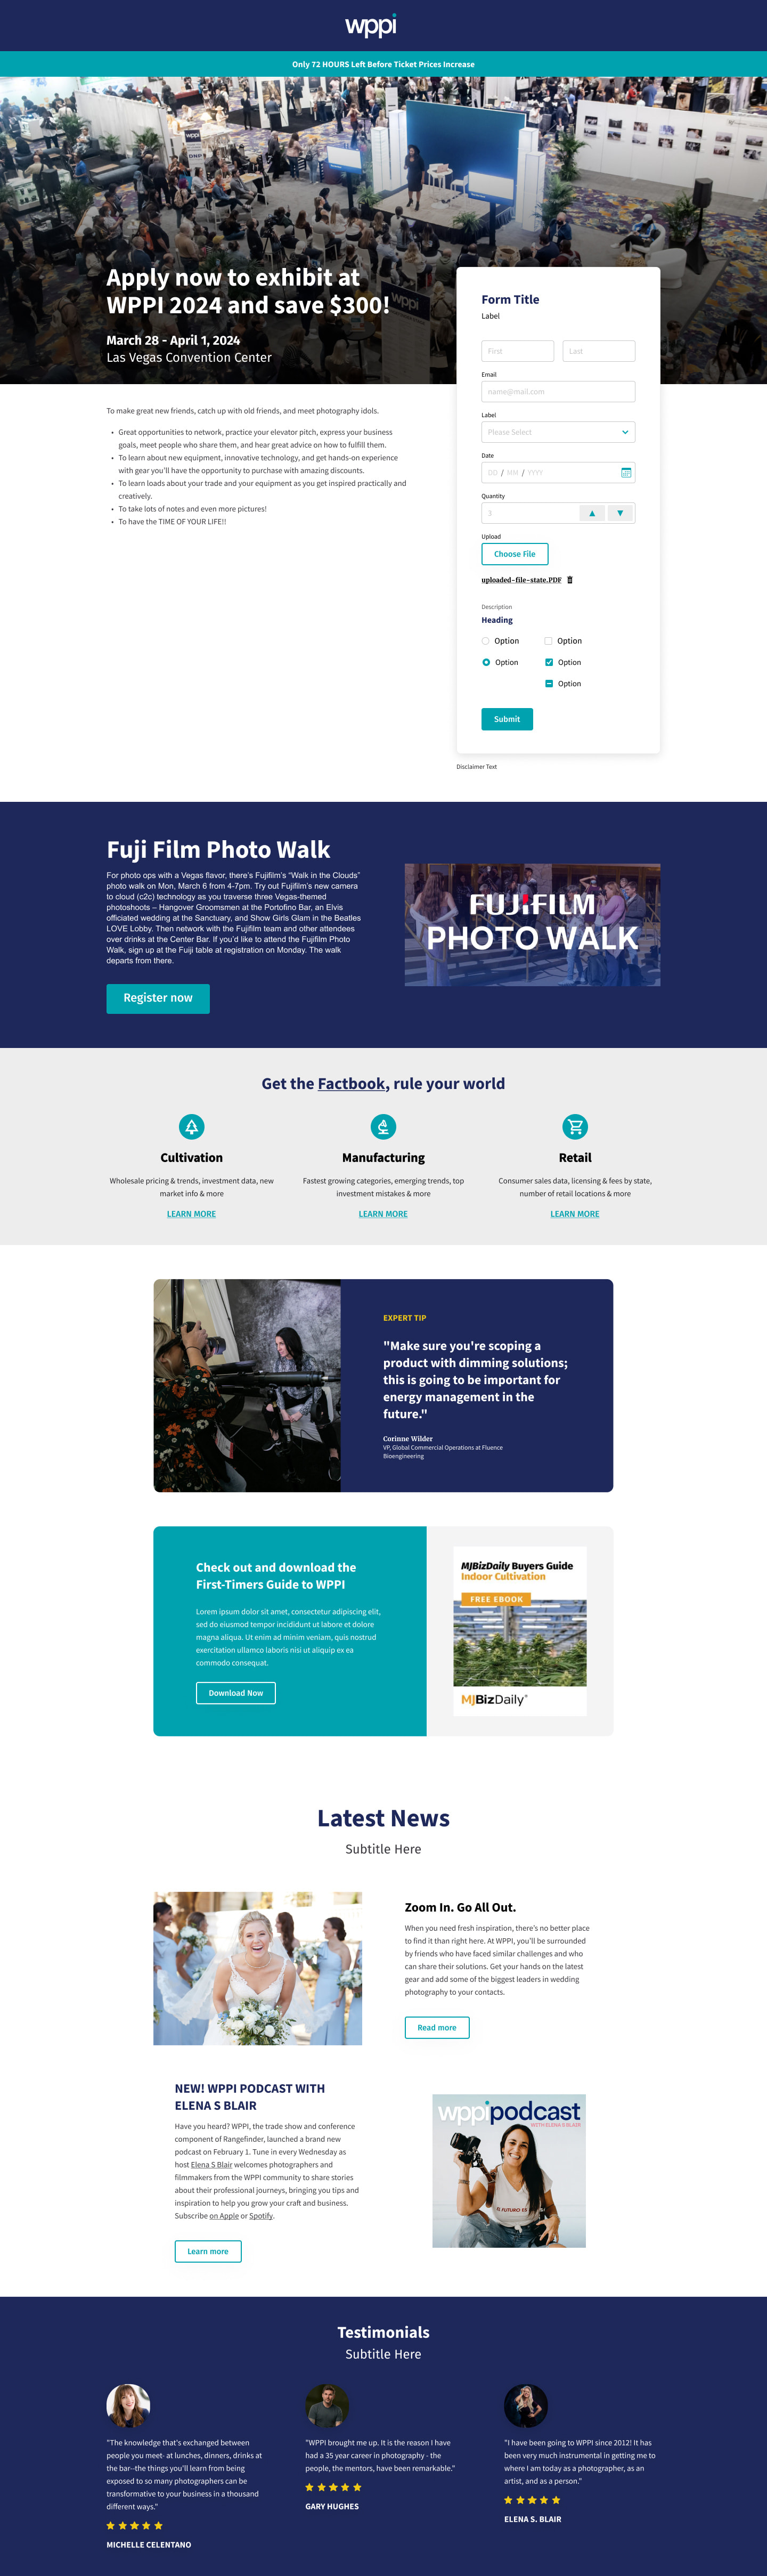 wppi
Only 72 HOURS Left Before Ticket Prices Increase
wppi
DNP
Apply now to exhibit at
WPPI 2024 and save $300!
wppi
March 28 - April 1, 2024
Las Vegas Convention Center
Form Title
Label
First
Last
Email
name@mail.com
Label
Please Select
Date
DD / MM / YYYY
Quantity
3
Upload
Choose File
uploaded-file-state.PDF
Description
Heading
Option
Option
Option
Option
Option
Submit
Disclaimer Text
To make great new friends, catch up with old friends, and meet photography idols.
• Great opportunities to network, practice your elevator pitch, express your business
goals, meet people who share them, and hear great advice on how to fulfill them.
• To learn about new equipment, innovative technology, and get hands-on experience
with gear you'll have the opportunity to purchase with amazing discounts.
• To learn loads about your trade and your equipment as you get inspired practically and
creatively.
• To take lots of notes and even more pictures!
• To have the TIME OF YOUR LIFE!!
Fuji Film Photo Walk
For photo ops with a Vegas flavor, there's Fujifilm's "Walk in the Clouds"
photo walk on Mon, March 6 from 4-7pm. Try out Fujifilm's new camera
to cloud (c2c) technology as you traverse three Vegas-themed
photoshoots – Hangover Groomsmen at the Portofino Bar, an Elvis
officiated wedding at the Sanctuary, and Show Girls Glam in the Beatles
LOVE Lobby. Then network with the Fujifilm team and other attendees
over drinks at the Center Bar. If you'd like to attend the Fujifilm Photo
Walk, sign up at the Fuiji table at registration on Monday. The walk
departs from there.
Register now
FUJIFILM
PHOTO WALK
Get the Factbook, rule your world
Cultivation
Wholesale pricing & trends, investment data, new
market info & more
LEARN MORE
Manufacturing
Fastest growing categories, emerging trends, top
investment mistakes & more
LEARN MORE
Retail
Consumer sales data, licensing & fees by state,
number of retail locations & more
LEARN MORE
EXPERT TIP
"Make sure you're scoping a
product with dimming solutions;
this is going to be important for
energy management in the
future."
Corinne Wilder
VP, Global Commercial Operations at Fluence
Bioengineering
Check out and download the
First-Timers Guide to WPPI
Lorem ipsum dolor sit amet, consectetur adipiscing elit,
sed do eiusmod tempor incididunt ut labore et dolore
magna aliqua. Ut enim ad minim veniam, quis nostrud
exercitation ullamco laboris nisi ut aliquip ex ea
commodo consequat.
Download Now
MJBizDaily Buyers Guide
Indoor Cultivation
FREE EBOOK
MJBizDaily
Latest News
Subtitle Here
Zoom In. Go All Out.
When you need fresh inspiration, there's no better place
to find it than right here. At WPPI, you'll be surrounded
by friends who have faced similar challenges and who
can share their solutions. Get your hands on the latest
gear and add some of the biggest leaders in wedding
photography to your contacts.
Read more
NEW! WPPI PODCAST WITH
ELENA S BLAIR
Have you heard? WPPI, the trade show and conference
component of Rangefinder, launched a brand new
podcast on February 1. Tune in every Wednesday as
host Elena S Blair welcomes photographers and
filmmakers from the WPPI community to share stories
about their professional journeys, bringing you tips and
inspiration to help you grow your craft and business.
Subscribe on Apple or Spotify.
Learn more
wppipodcast
WITH ELENA S BLAIR
EL FUTURO ES
Testimonials
Subtitle Here
"The knowledge that's exchanged between
people you meet- at lunches, dinners, drinks at
the bar--the things you'll learn from being
exposed to so many photographers can be
transformative to your business in a thousand
different ways."
MICHELLE CELENTANO
"WPPI brought me up. It is the reason I have
had a 35 year career in photography - the
people, the mentors, have been remarkable."
GARY HUGHES
"I have been going to WPPI since 2012! It has
been very much instrumental in getting me to
where I am today as a photographer, as an
artist, and as a person."
ELENA S. BLAIR